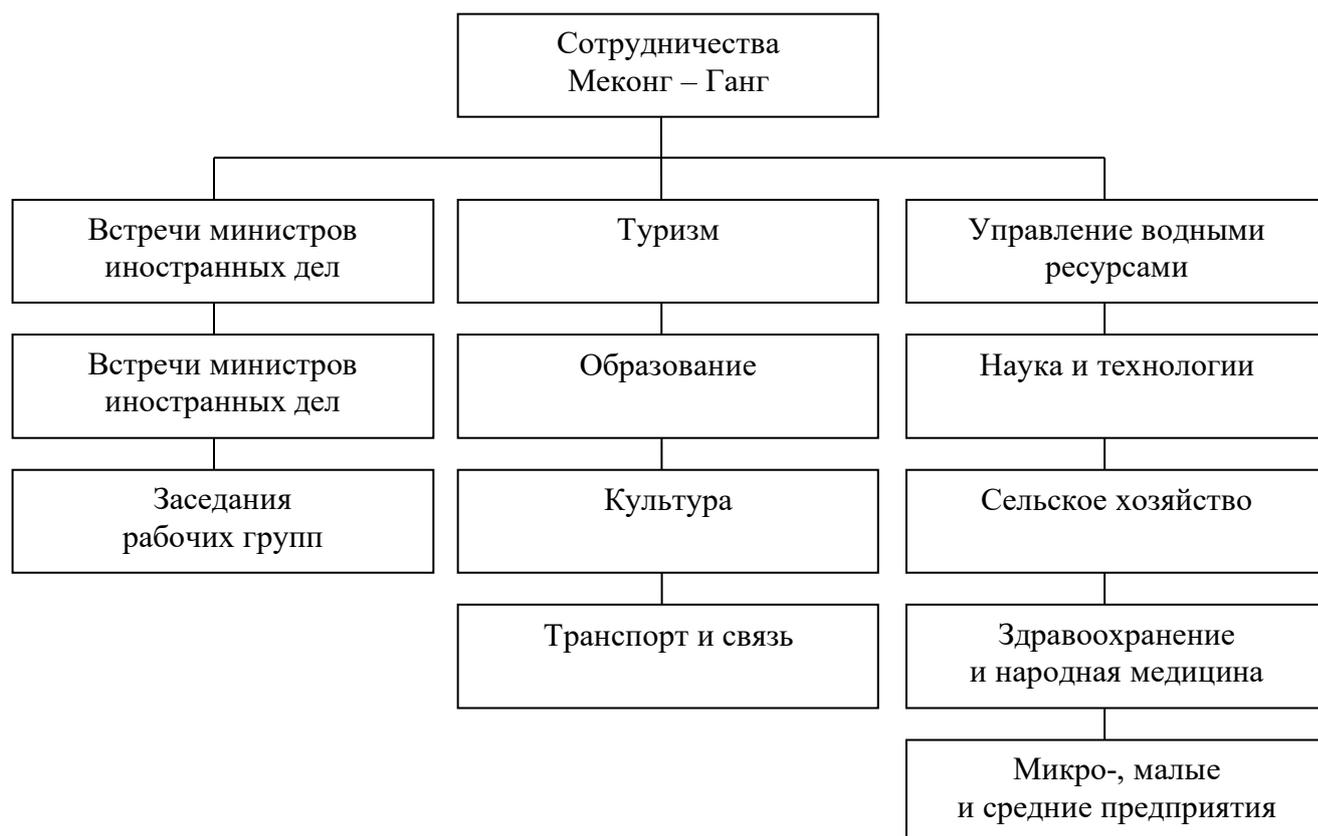 Сотрудничества
Меконг – Ганг
Встречи министров
иностранных дел
Туризм
Управление водными
ресурсами
Встречи министров
иностранных дел
Образование
Наука и технологии
Заседания
рабочих групп
Культура
Сельское хозяйство
Транспорт и связь
Здравоохранение
и народная медицина
Микро-, малые
и средние предприятия